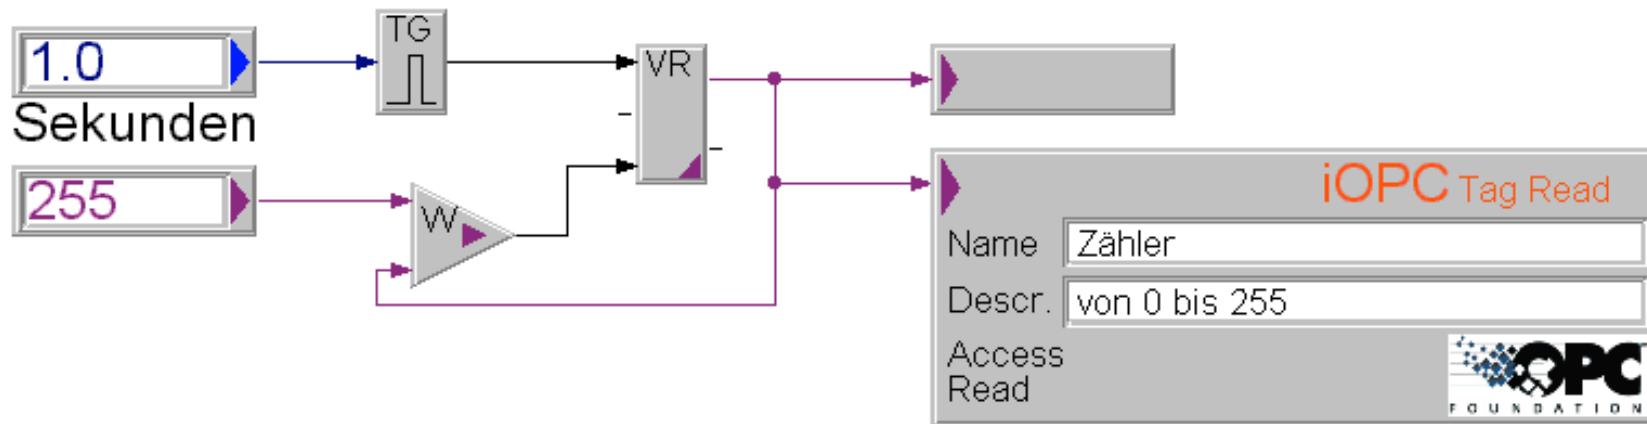 1.0
Sekunden
255
TG
W
VR
iOPC Tag Read
Name Zähler
Descr. von 0 bis 255
Access
Read
OPC
FOUNDATION